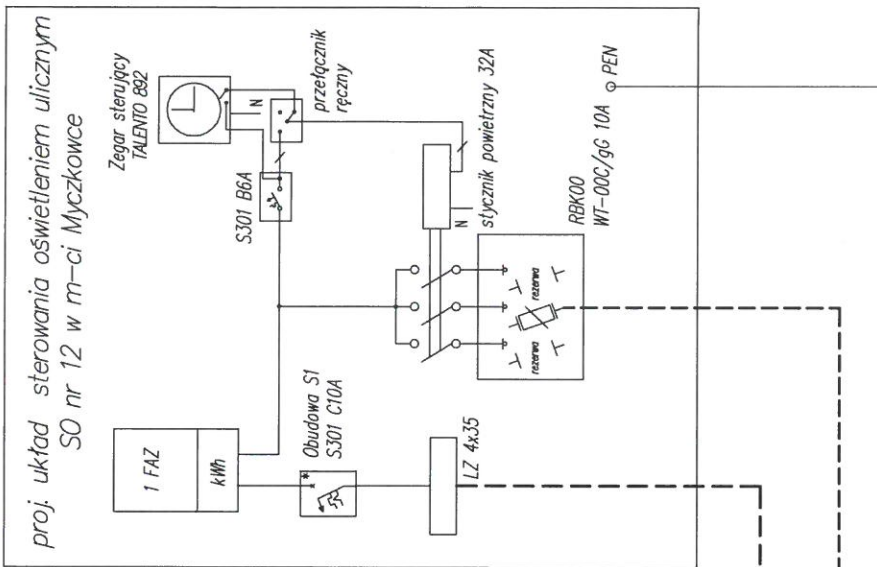 proj. układ sterowania oświetleniem ulicznym
SO nr 12 w m-ci Myczkowce
Zegar sterujący
TALENTO 892
N
przełącznik
ręczny
S301 B6A
1 FAZ
kWh
stycznik powietrzny 32A
N
PEN
RBK00
WT-00C/gG 10A
rezerwa
rezerwa
*
Obudowa S1
S301 C10A
LZ 4x35